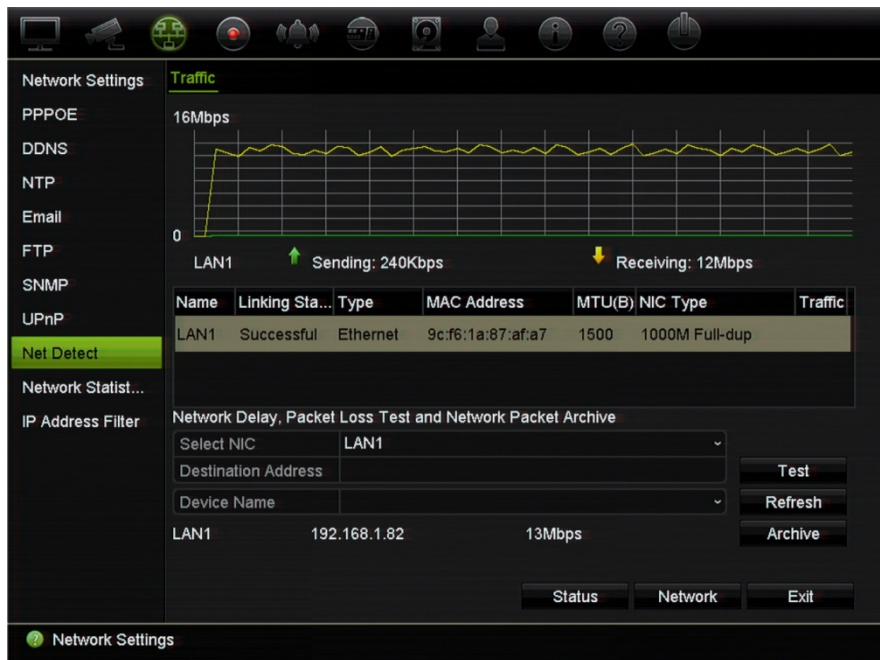 Network Settings
PPPOE
DDNS
NTP
Email
FTP
SNMP
UPnP
Net Detect
Network Statist...
IP Address Filter
Traffic
16Mbps
0
LAN1 Sending: 240Kbps Receiving: 12Mbps
Name Linking Sta... Type MAC Address MTU(B) NIC Type Traffic
LAN1 Successful Ethernet 9c:f6:1a:87:af:a7 1500 1000M Full-dup
Network Delay, Packet Loss Test and Network Packet Archive
Select NIC LAN1
Destination Address Test
Device Name Refresh
LAN1 192.168.1.82 13Mbps Archive
Status Network Exit
? Network Settings